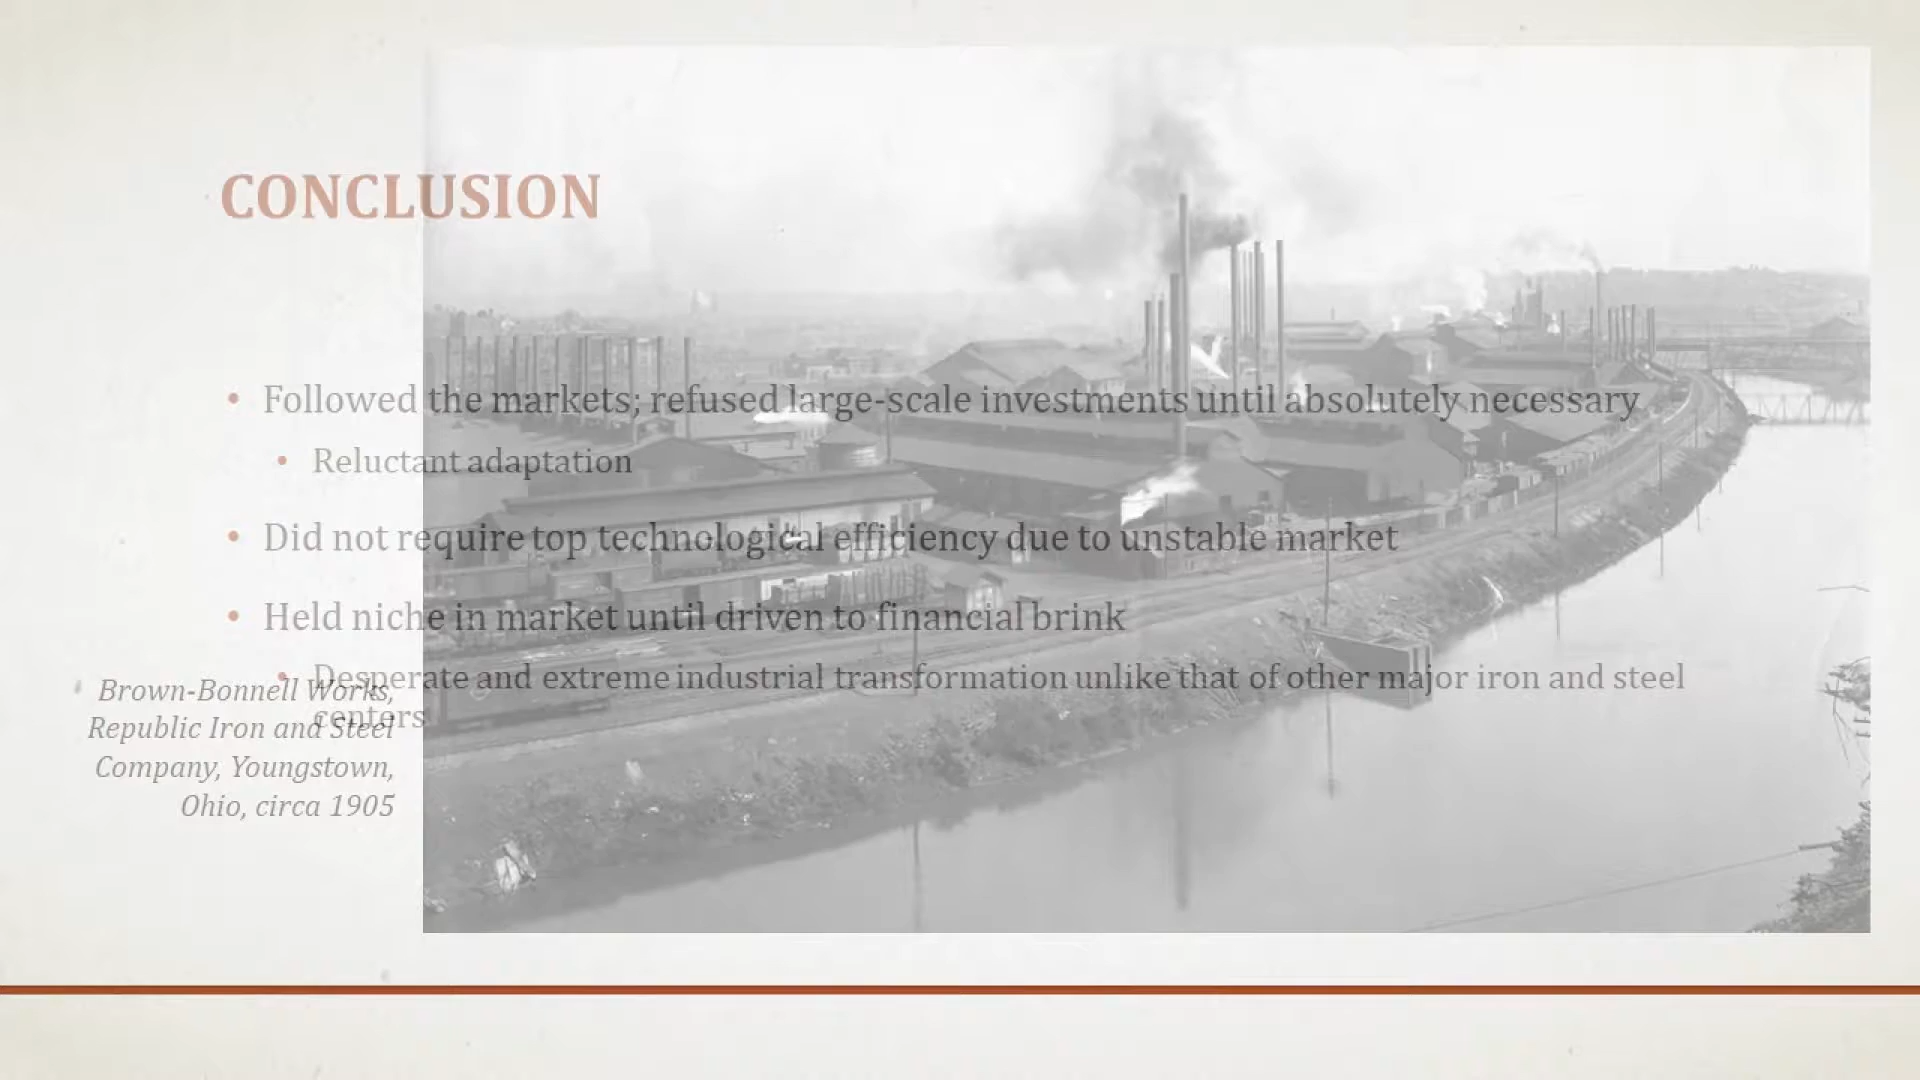 CONCLUSION
• Followed the markets; refused large-scale investments until absolutely necessary
• Reluctant adaptation
• Did not require top technological efficiency due to unstable market
• Held niche in market until driven to financial brink
• Desperate and extreme industrial transformation unlike that of other major iron and steel
centers
Brown-Bonnell Works,
Republic Iron and Steel
Company, Youngstown,
Ohio, circa 1905